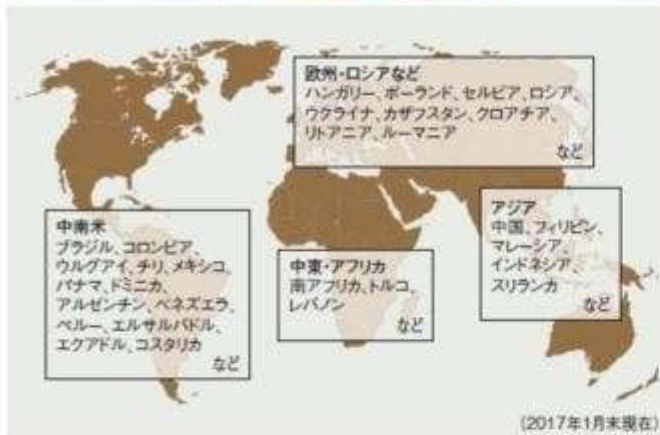 欧州・ロシアなど
ハンガリー、ポーランド、セルビア、ロシア、
ウクライナ、カザフスタン、クロアチア、
リトアニア、ルーマニア
など
アジア
中国、フィリピン、
マレーシア、
インドネシア、
スリランカ
など
中南米
ブラジル、コロンビア、
ウルグアイ、チリ、メキシコ、
パナマ、ドミニカ、
アルゼンチン、ベネズエラ、
ペルー、エルサルバドル、
エクアドル、コスタリカ
など
中東・アフリカ
南アフリカ、トルコ、
レバノン
など
(2017年1月末現在)